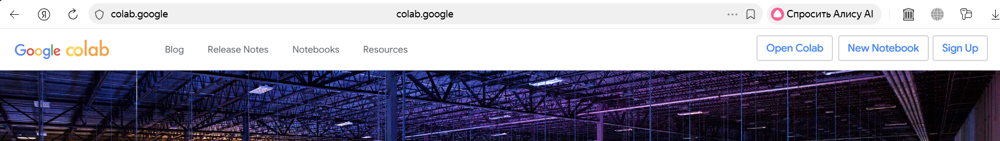 colab.google colab.google Спросить Алису AI
Google colab Blog Release Notes Notebooks Resources Open Colab New Notebook Sign Up